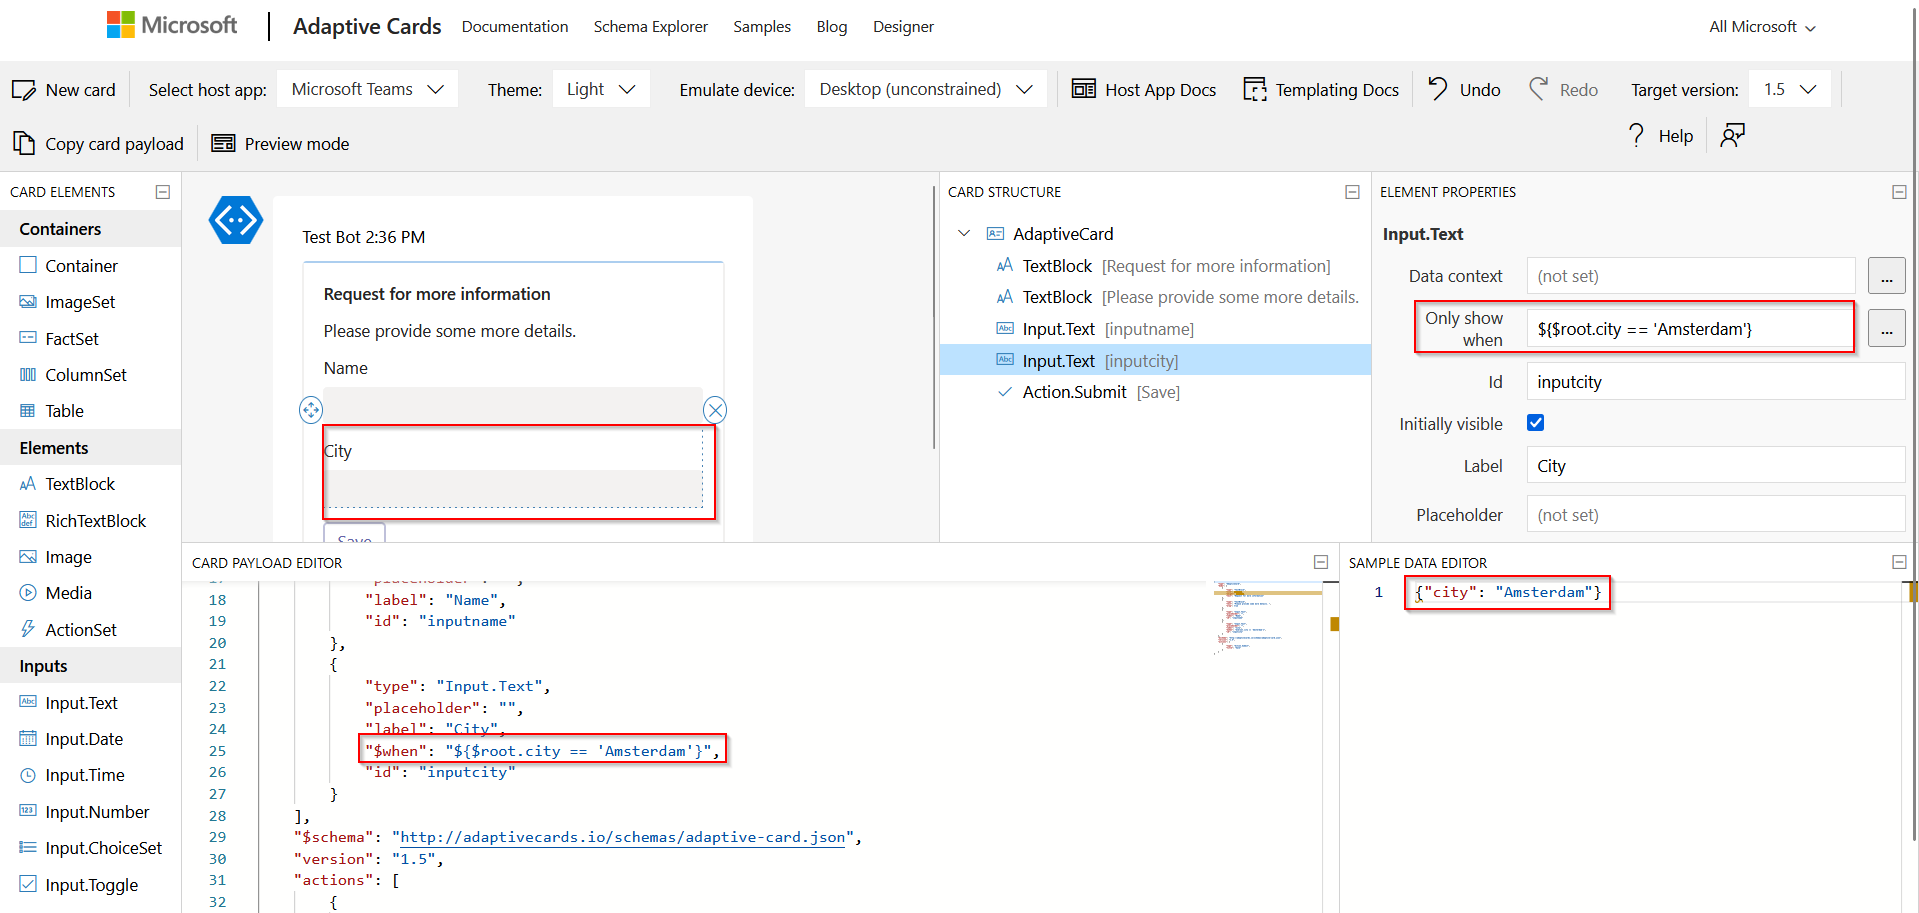 Microsoft | Adaptive Cards Documentation Schema Explorer Samples Blog Designer All Microsoft
New card Select host app: Microsoft Teams Theme: Light Emulate device: Desktop (unconstrained) Host App Docs Templating Docs Undo Redo Target version: 1.5
Copy card payload Preview mode Help
CARD ELEMENTS
Containers
Container
ImageSet
FactSet
ColumnSet
Table
Elements
TextBlock
RichTextBlock
Image
Media
ActionSet
Inputs
Input.Text
Input.Date
Input.Time
Input.Number
Input.ChoiceSet
Input.Toggle
Test Bot 2:36 PM
Request for more information
Please provide some more details.
Name
City
Save
CARD STRUCTURE
AdaptiveCard
TextBlock [Request for more information]
TextBlock [Please provide some more details.
Input.Text [inputname]
Input.Text [inputcity]
Action.Submit [Save]
ELEMENT PROPERTIES
Input.Text
Data context (not set) ...
Only show when ${$root.city == 'Amsterdam'} ...
Id inputcity
Initially visible
Label City
Placeholder (not set)
CARD PAYLOAD EDITOR
18 "label": "Name",
19 "id": "inputname"
20 },
21 {
22 "type": "Input.Text",
23 "placeholder": "",
24 "label": "City",
25 "$when": "${$root.city == 'Amsterdam'}",
26 "id": "inputcity"
27 }
28 ],
29 "$schema": "http://adaptivecards.io/schemas/adaptive-card.json",
30 "version": "1.5",
31 "actions": [
32 {
SAMPLE DATA EDITOR
1 {"city": "Amsterdam"}